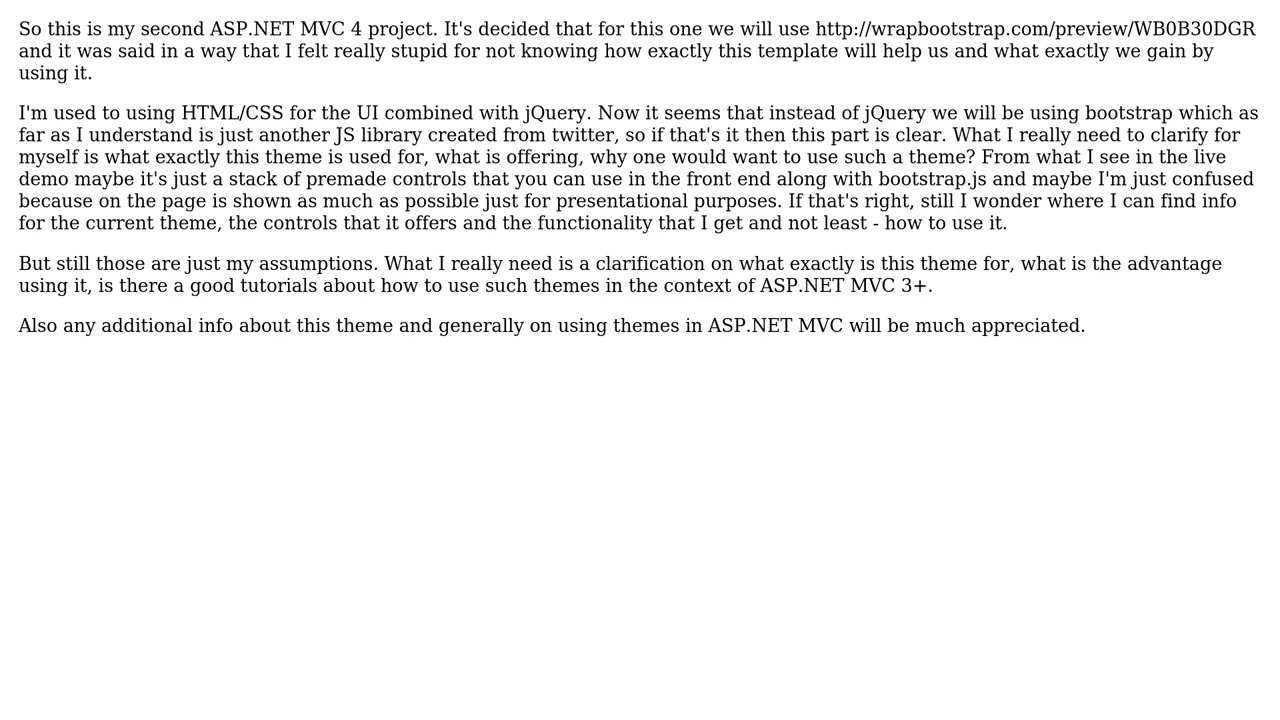 So this is my second ASP.NET MVC 4 project. It's decided that for this one we will use http://wrapbootstrap.com/preview/WB0B30DGR
and it was said in a way that I felt really stupid for not knowing how exactly this template will help us and what exactly we gain by
using it.
I'm used to using HTML/CSS for the UI combined with jQuery. Now it seems that instead of jQuery we will be using bootstrap which as
far as I understand is just another JS library created from twitter, so if that's it then this part is clear. What I really need to clarify for
myself is what exactly this theme is used for, what is offering, why one would want to use such a theme? From what I see in the live
demo maybe it's just a stack of premade controls that you can use in the front end along with bootstrap.js and maybe I'm just confused
because on the page is shown as much as possible just for presentational purposes. If that's right, still I wonder where I can find info
for the current theme, the controls that it offers and the functionality that I get and not least - how to use it.
But still those are just my assumptions. What I really need is a clarification on what exactly is this theme for, what is the advantage
using it, is there a good tutorials about how to use such themes in the context of ASP.NET MVC 3+.
Also any additional info about this theme and generally on using themes in ASP.NET MVC will be much appreciated.